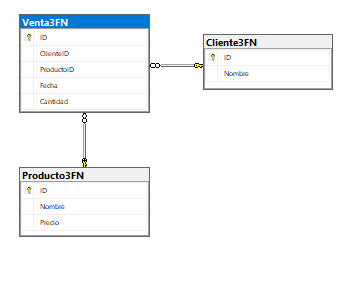 Venta3FN
ID
ClienteID
ProductoID
Fecha
Cantidad
Cliente3FN
ID
Nombre
Producto3FN
ID
Nombre
Precio